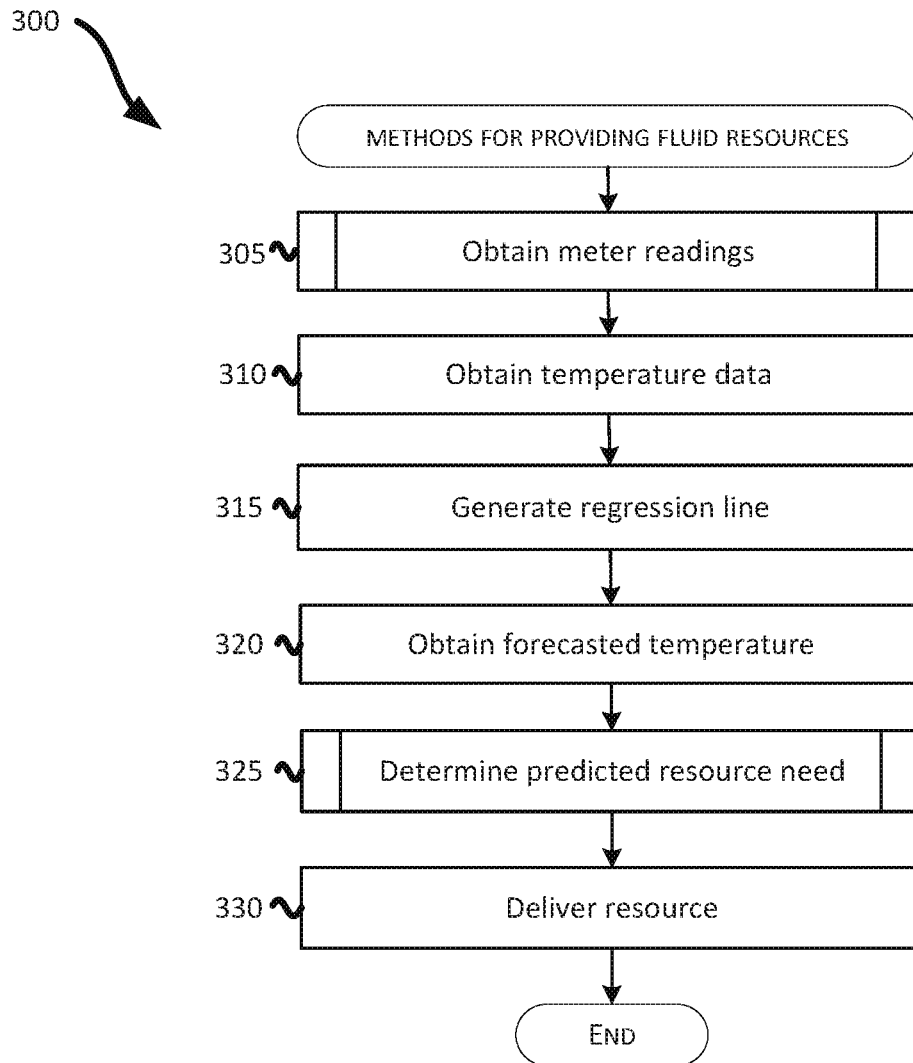 300
METHODS FOR PROVIDING FLUID RESOURCES
305 Obtain meter readings
310 Obtain temperature data
315 Generate regression line
320 Obtain forecasted temperature
325 Determine predicted resource need
330 Deliver resource
END